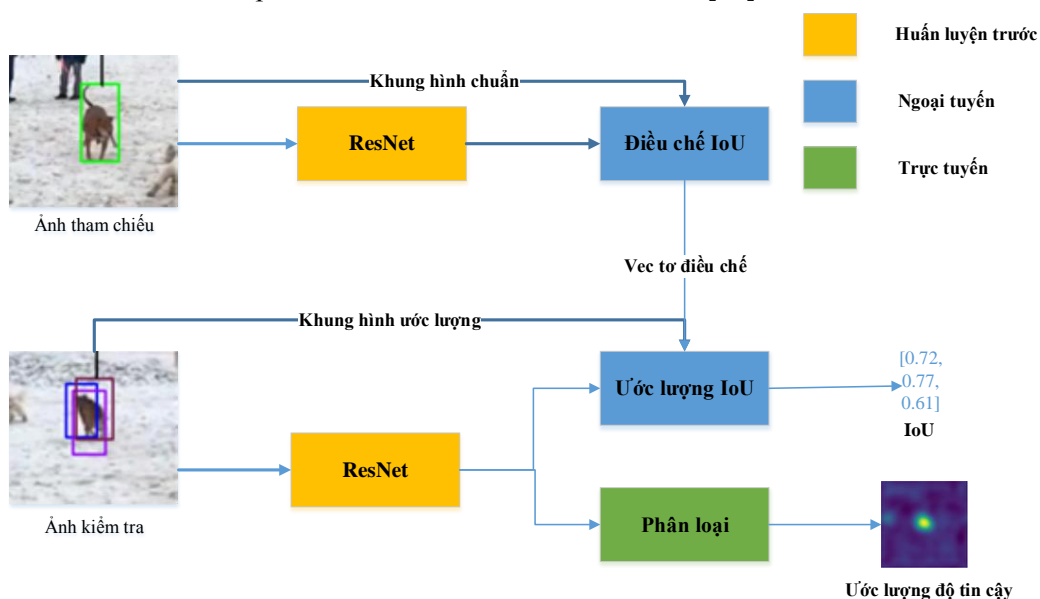 Huấn luyện trước
Khung hình chuẩn
Ngoại tuyến
ResNet
Điều chế IoU
Trực tuyến
Ảnh tham chiếu
Vec tơ điều chế
Khung hình ước lượng
[0.72,
0.77,
0.61]
Ước lượng IoU
IoU
ResNet
Ảnh kiểm tra
Phân loại
Ước lượng độ tin cậy